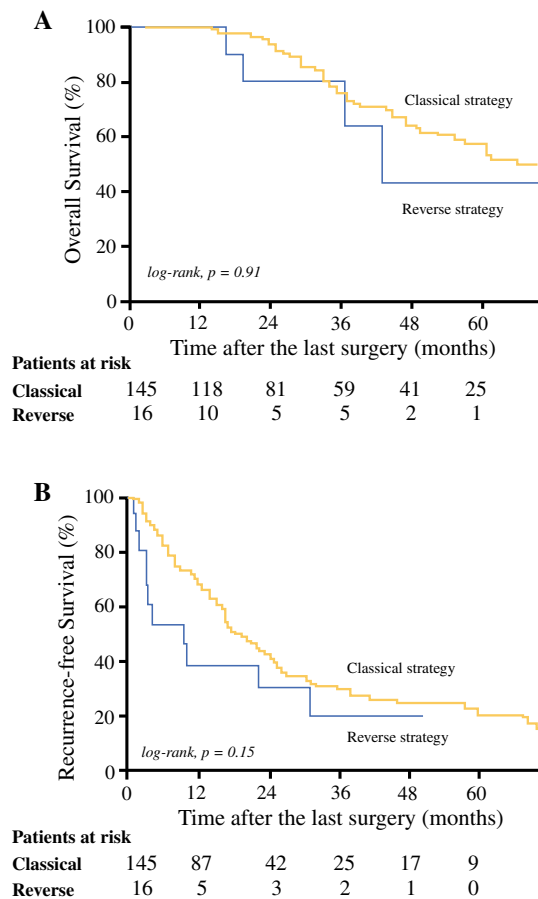 A
Overall Survival (%)
100
80
60
40
20
0
Classical strategy
Reverse strategy
log-rank, p = 0.91
0 12 24 36 48 60
Time after the last surgery (months)
Patients at risk
Classical 145 118 81 59 41 25
Reverse 16 10 5 5 2 1
B
Recurrence-free Survival (%)
100
80
60
40
20
0
Classical strategy
Reverse strategy
log-rank, p = 0.15
0 12 24 36 48 60
Time after the last surgery (months)
Patients at risk
Classical 145 87 42 25 17 9
Reverse 16 5 3 2 1 0